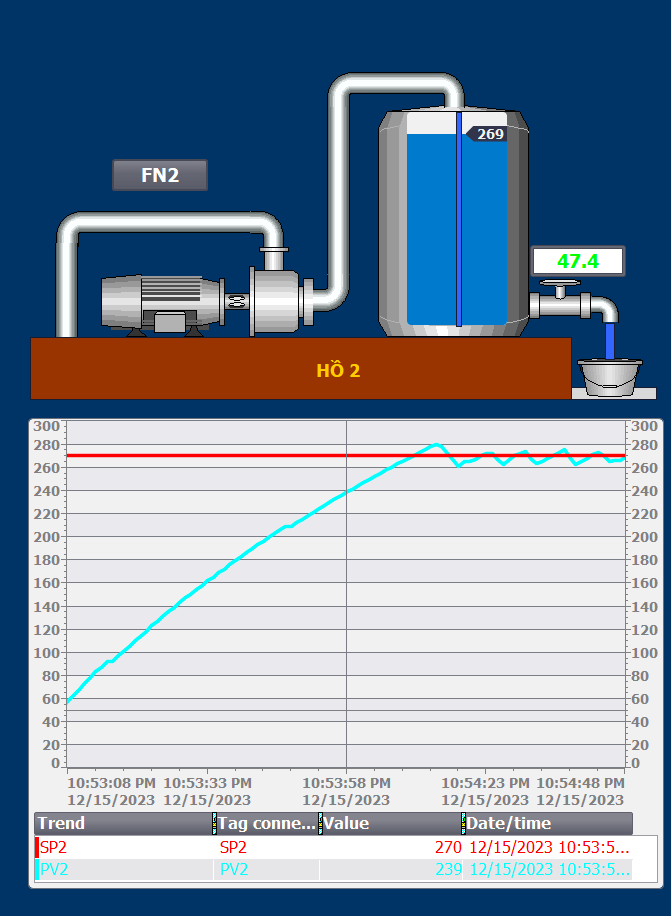 269
FN2
47.4
HỒ 2
300 300
280 280
260 260
240 240
220 220
200 200
180 180
160 160
140 140
120 120
100 100
80 80
60 60
40 40
20 20
0 0
10:53:08 PM 10:53:33 PM 10:53:58 PM 10:54:23 PM 10:54:48 PM
12/15/2023 12/15/2023 12/15/2023 12/15/2023 12/15/2023
Trend Tag conne... Value Date/time
SP2 SP2 270 12/15/2023 10:53:5...
PV2 PV2 239 12/15/2023 10:53:5...